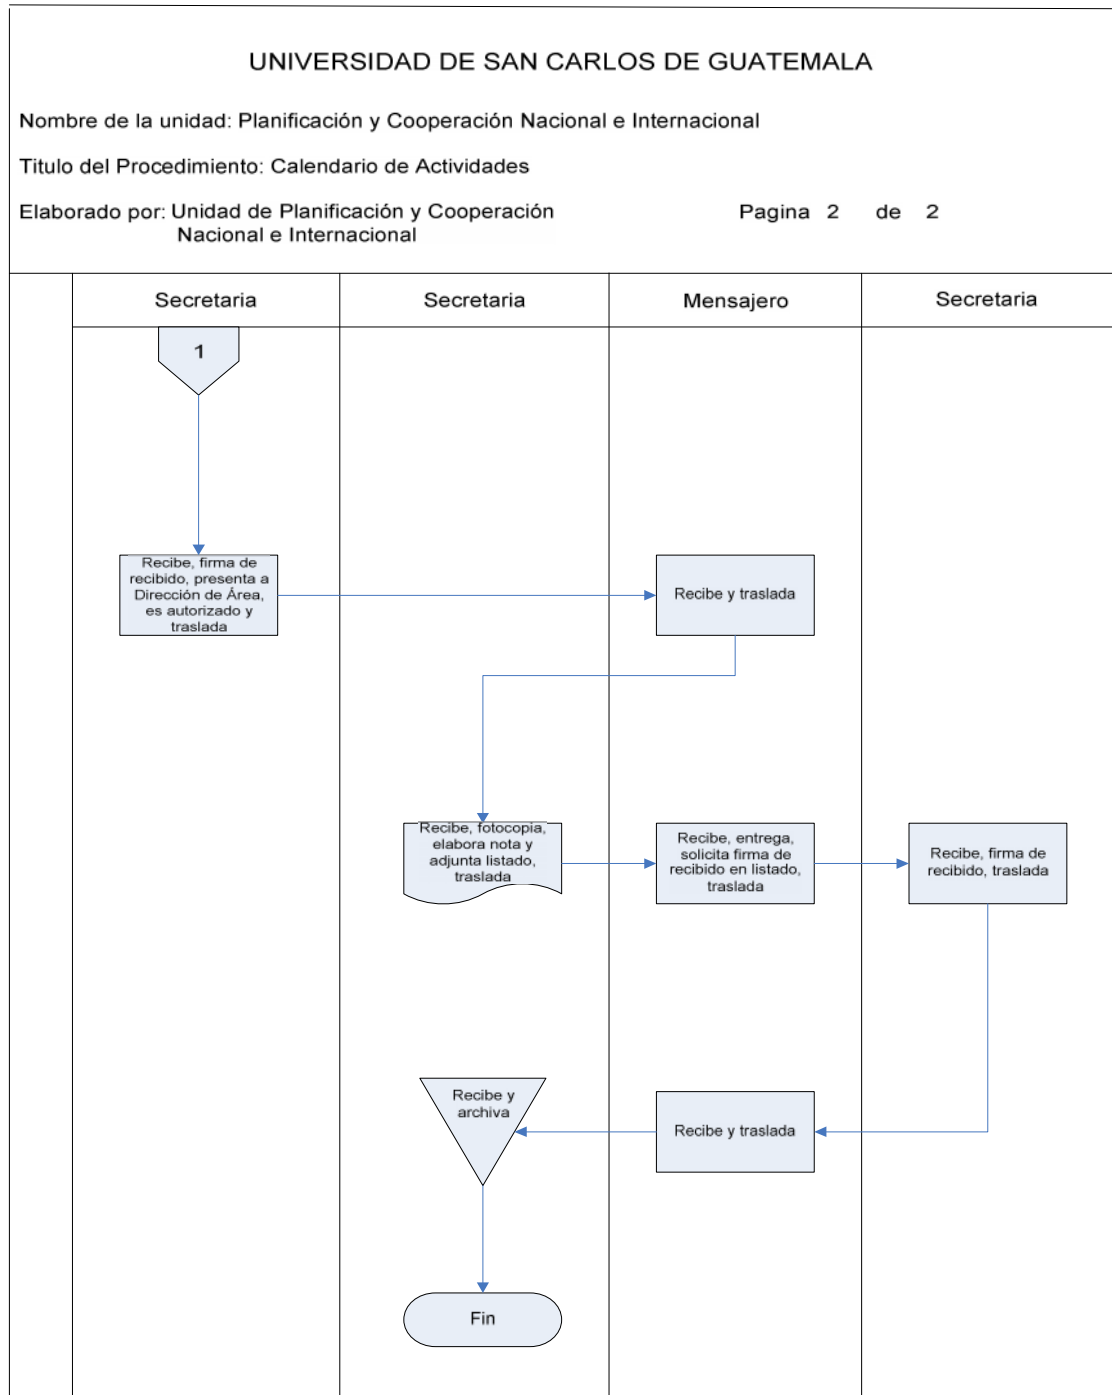 UNIVERSIDAD DE SAN CARLOS DE GUATEMALA
Nombre de la unidad: Planificación y Cooperación Nacional e Internacional
Titulo del Procedimiento: Calendario de Actividades
Elaborado por: Unidad de Planificación y Cooperación
Nacional e Internacional
Pagina 2 de 2
Secretaria
Secretaria
Mensajero
Secretaria
1
Recibe, firma de
recibido, presenta a
Dirección de Área,
es autorizado y
traslada
Recibe y traslada
Recibe, fotocopia,
elabora nota y
adjunta listado,
traslada
Recibe, entrega,
solicita firma de
recibido en listado,
traslada
Recibe, firma de
recibido, traslada
Recibe y
archiva
Recibe y traslada
Fin